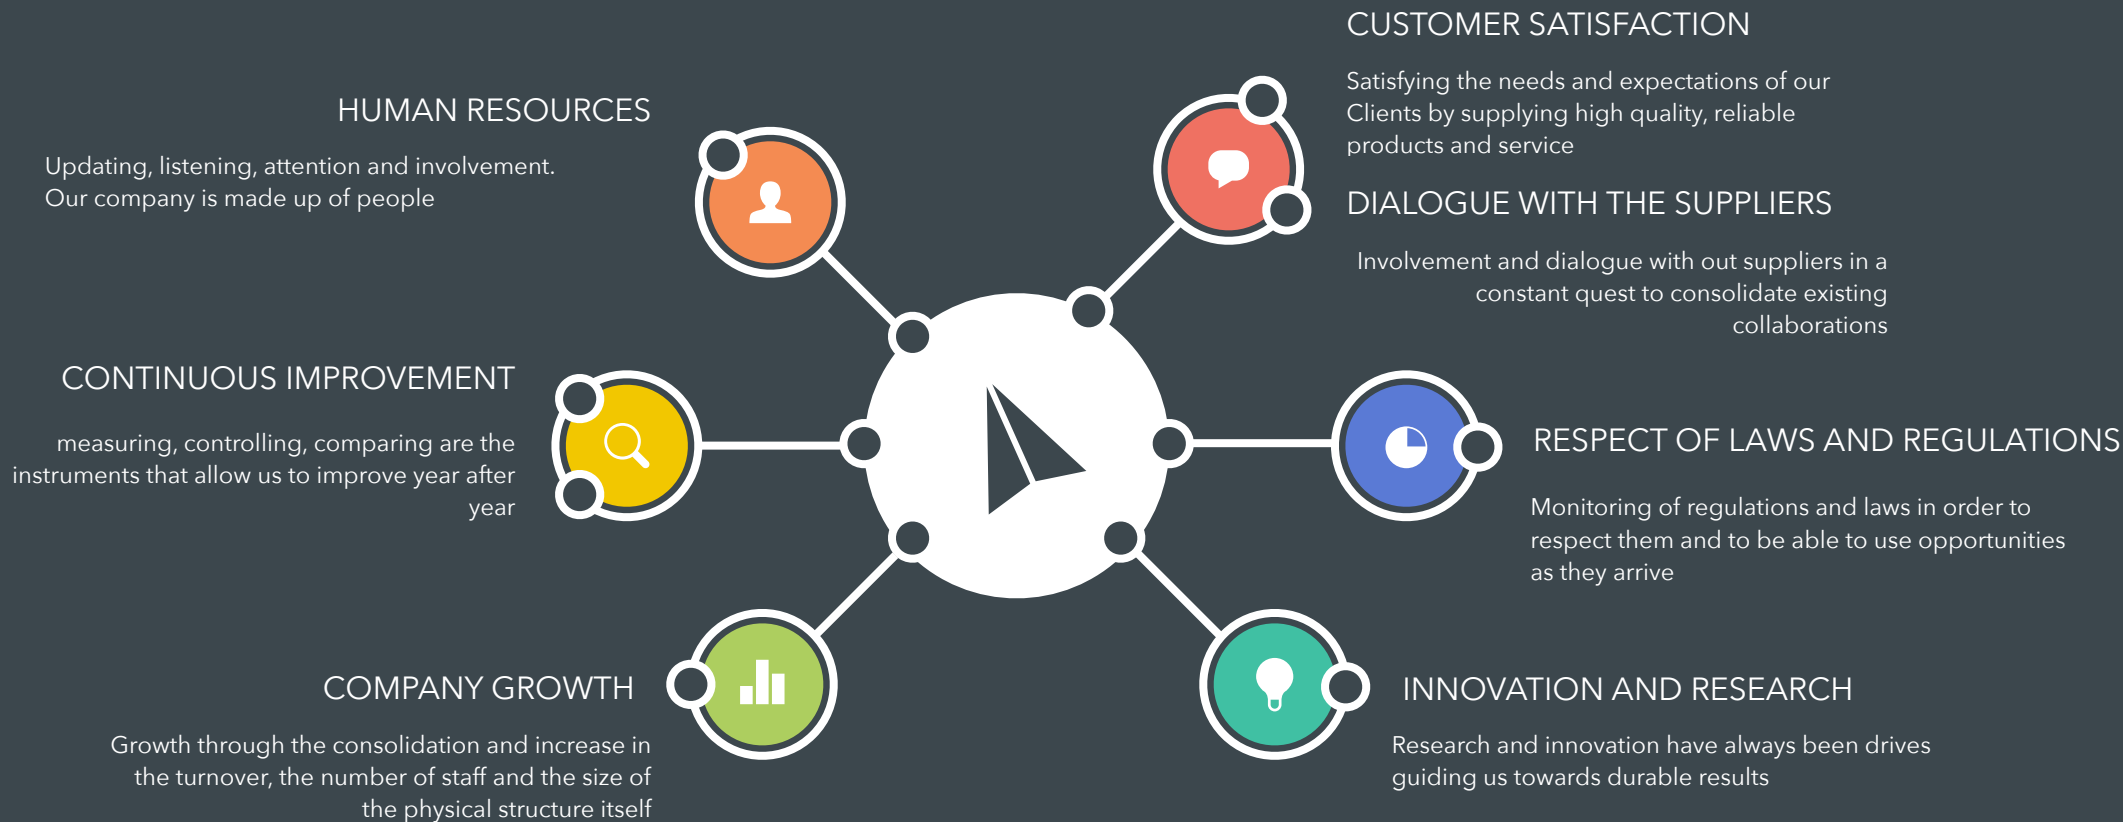 HUMAN RESOURCES
Updating, listening, attention and involvement.
Our company is made up of people
CONTINUOUS IMPROVEMENT
measuring, controlling, comparing are the
instruments that allow us to improve year after
year
COMPANY GROWTH
Growth through the consolidation and increase in
the turnover, the number of staff and the size of
the physical structure itself
CUSTOMER SATISFACTION
Satisfying the needs and expectations of our
Clients by supplying high quality, reliable
products and service
DIALOGUE WITH THE SUPPLIERS
Involvement and dialogue with out suppliers in a
constant quest to consolidate existing
collaborations
RESPECT OF LAWS AND REGULATIONS
Monitoring of regulations and laws in order to
respect them and to be able to use opportunities
as they arrive
INNOVATION AND RESEARCH
Research and innovation have always been drives
guiding us towards durable results